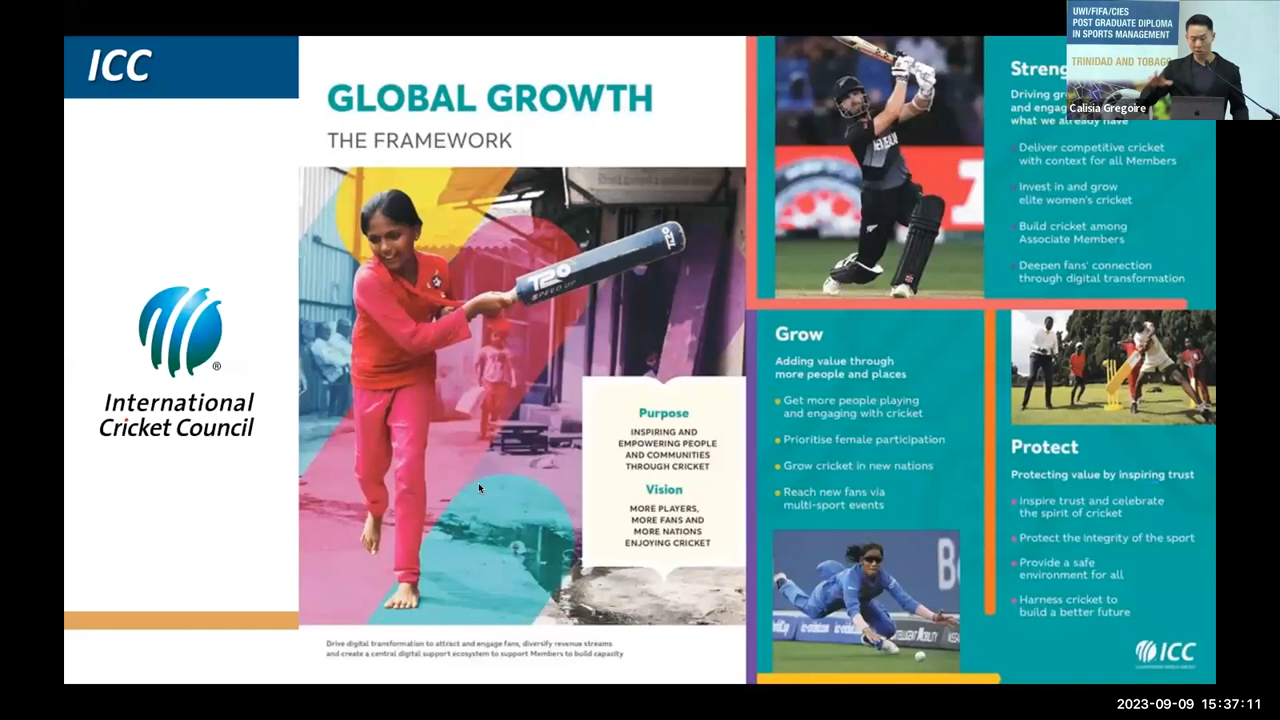 ICC
International
Cricket Council
GLOBAL GROWTH
THE FRAMEWORK
T20
SPEED UP
T20
Purpose
INSPIRING AND
EMPOWERING PEOPLE
AND COMMUNITIES
THROUGH CRICKET
Vision
MORE PLAYERS,
MORE FANS AND
MORE NATIONS
ENJOYING CRICKET
Drive digital transformation to attract and engage fans, diversify revenue streams
and create a central digital support ecosystem to support Members to build capacity
NEW ZEALAND
Deliver competitive cricket
with context for all Members
Invest in and grow
elite women's cricket
Build cricket among
Associate Members
Deepen fans' connection
through digital transformation
Grow
Adding value through
more people and places
Get more people playing
and engaging with cricket
Prioritise female participation
Grow cricket in new nations
Reach new fans via
multi-sport events
Protect
Protecting value by inspiring trust
Inspire trust and celebrate
the spirit of cricket
Protect the integrity of the sport
Provide a safe
environment for all
Harness cricket to
build a better future
ICC
UWI/FIFA/CIES
POST GRADUATE DIPLOMA
IN SPORTS MANAGEMENT
TRINIDAD AND TOBAGO
Calisia Gregoire
2023-09-09 15:37:11